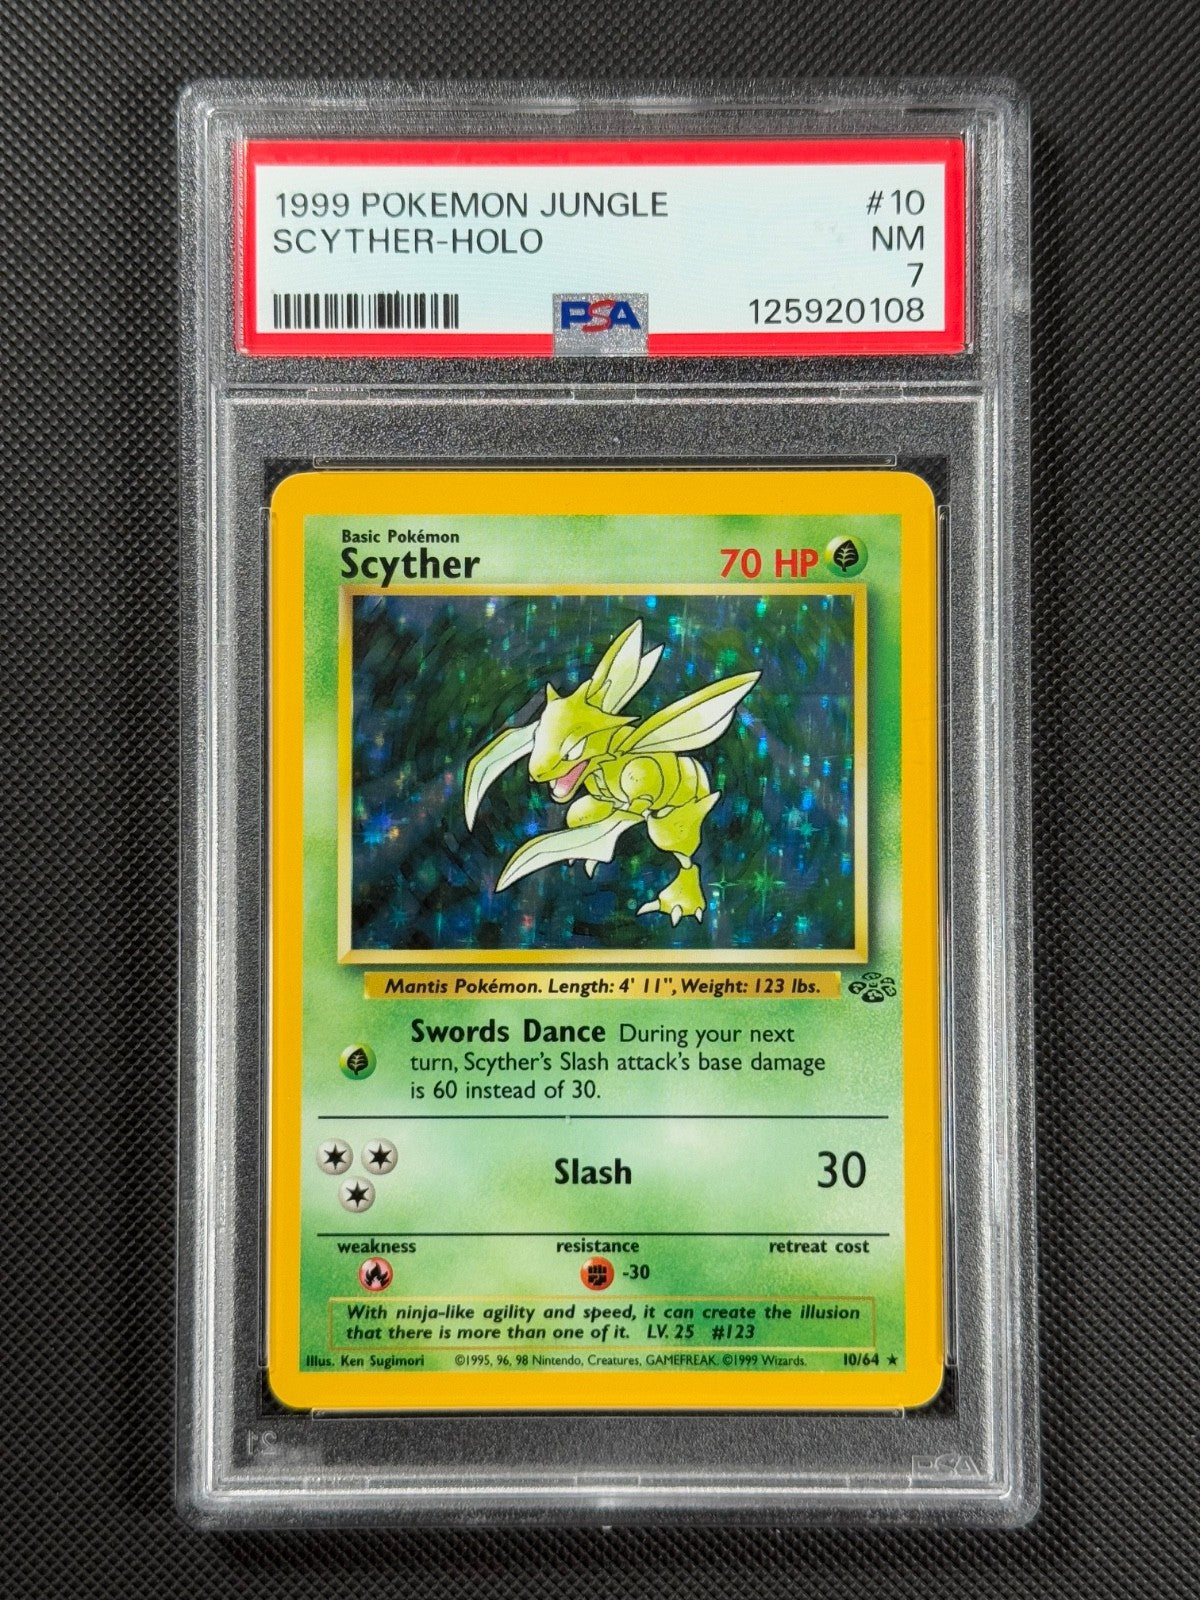 1999 POKEMON JUNGLE #10
SCYTHER-HOLO NM
7
PSA 125920108
Basic Pokémon
Scyther 70 HP
Mantis Pokémon. Length: 4' 11", Weight: 123 lbs.
Swords Dance During your next
turn, Scyther's Slash attack's base damage
is 60 instead of 30.
Slash 30
weakness resistance retreat cost
-30
With ninja-like agility and speed, it can create the illusion
that there is more than one of it. LV. 25 #123
Illus. Ken Sugimori ©1995, 96, 98 Nintendo, Creatures, GAMEFREAK. ©1999 Wizards. 10/64 ★
PSA